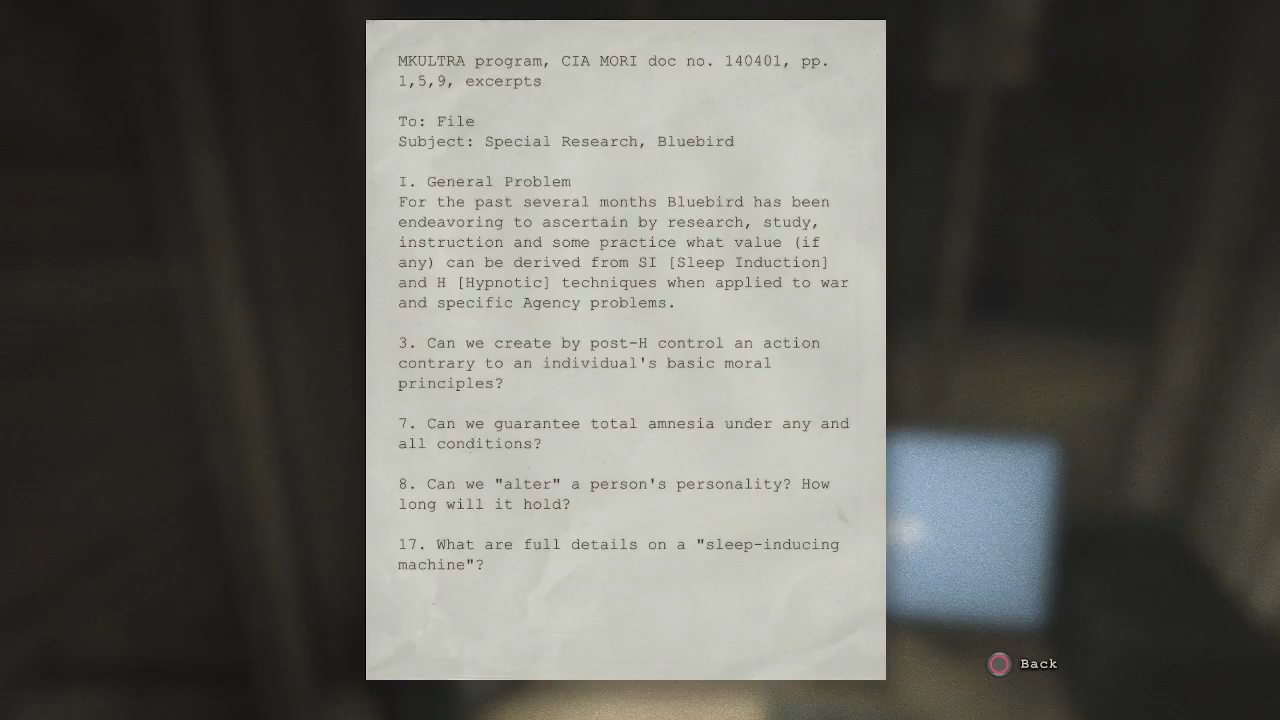 MKULTRA program, CIA MORI doc no. 140401, pp.
1,5,9, excerpts
To: File
Subject: Special Research, Bluebird
I. General Problem
For the past several months Bluebird has been
endeavoring to ascertain by research, study,
instruction and some practice what value (if
any) can be derived from SI [Sleep Induction]
and H [Hypnotic] techniques when applied to war
and specific Agency problems.
3. Can we create by post-H control an action
contrary to an individual's basic moral
principles?
7. Can we guarantee total amnesia under any and
all conditions?
8. Can we "alter" a person's personality? How
long will it hold?
17. What are full details on a "sleep-inducing
machine"?
Back